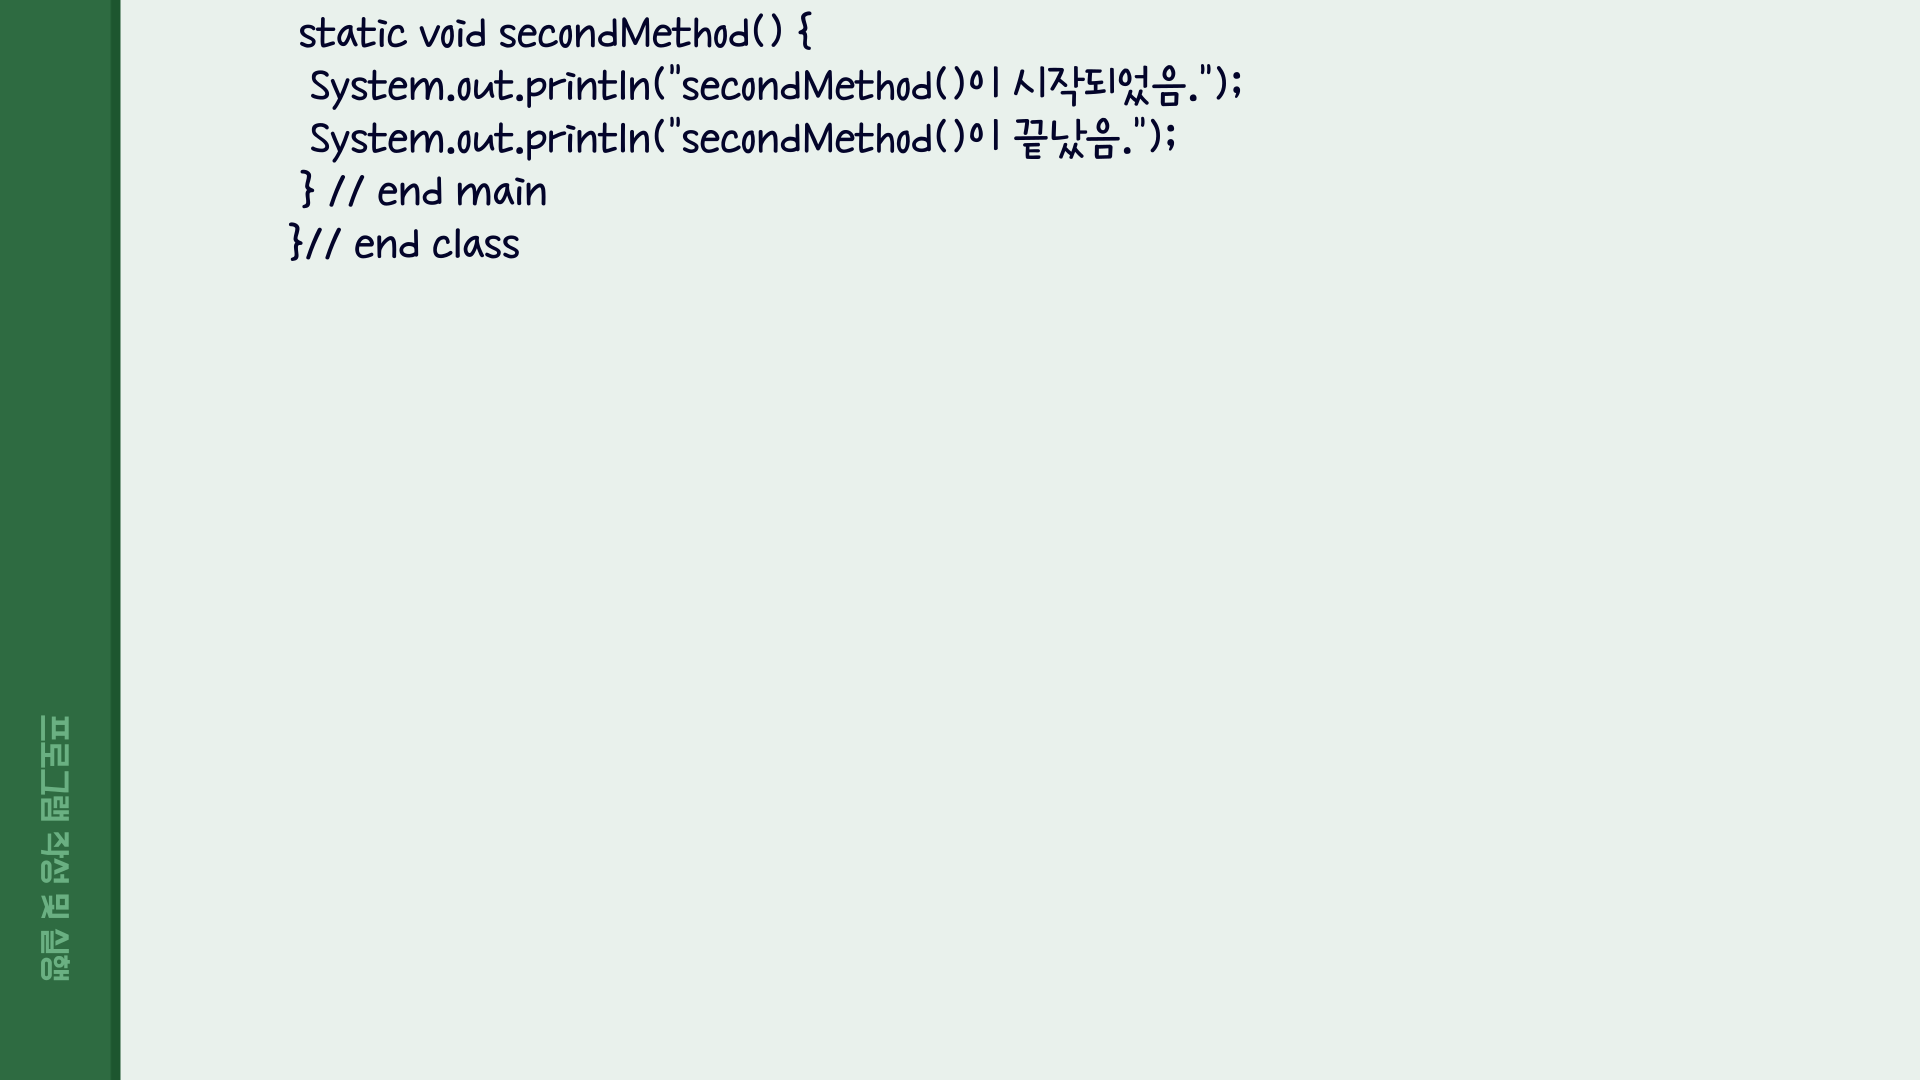 static void secondMethod() {
System.out.println("secondMethod()이 시작되었음.");
System.out.println("secondMethod()이 끝났음.");
} // end main
}// end class
프로그램 작성 및 실행